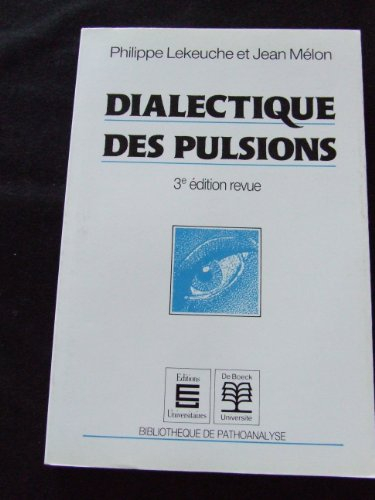 Philippe Lekeuche et Jean Mélon
DIALECTIQUE
DES PULSIONS
3e édition revue
Editions
Universitaires
De Boeck
Université
BIBLIOTHEQUE DE PATHOANALYSE